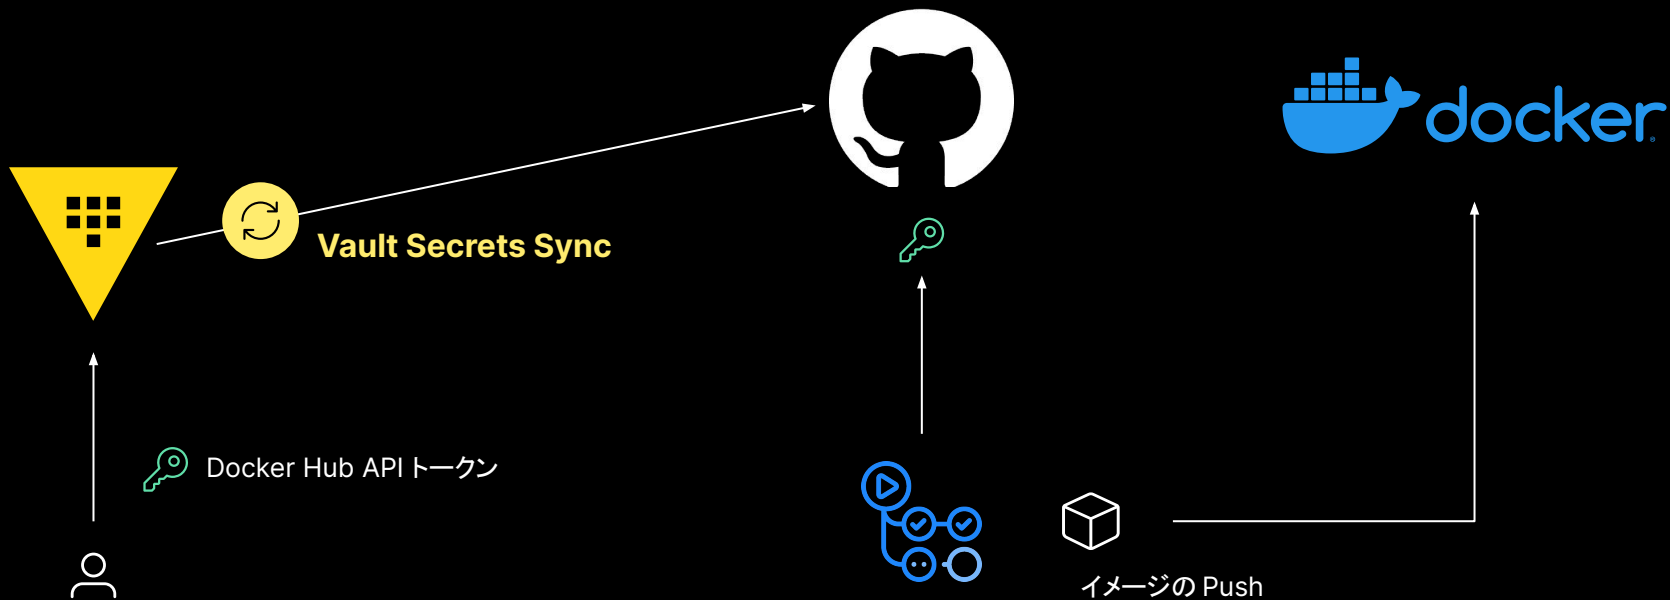 docker
Vault Secrets Sync
Docker Hub API トークン
イメージの Push